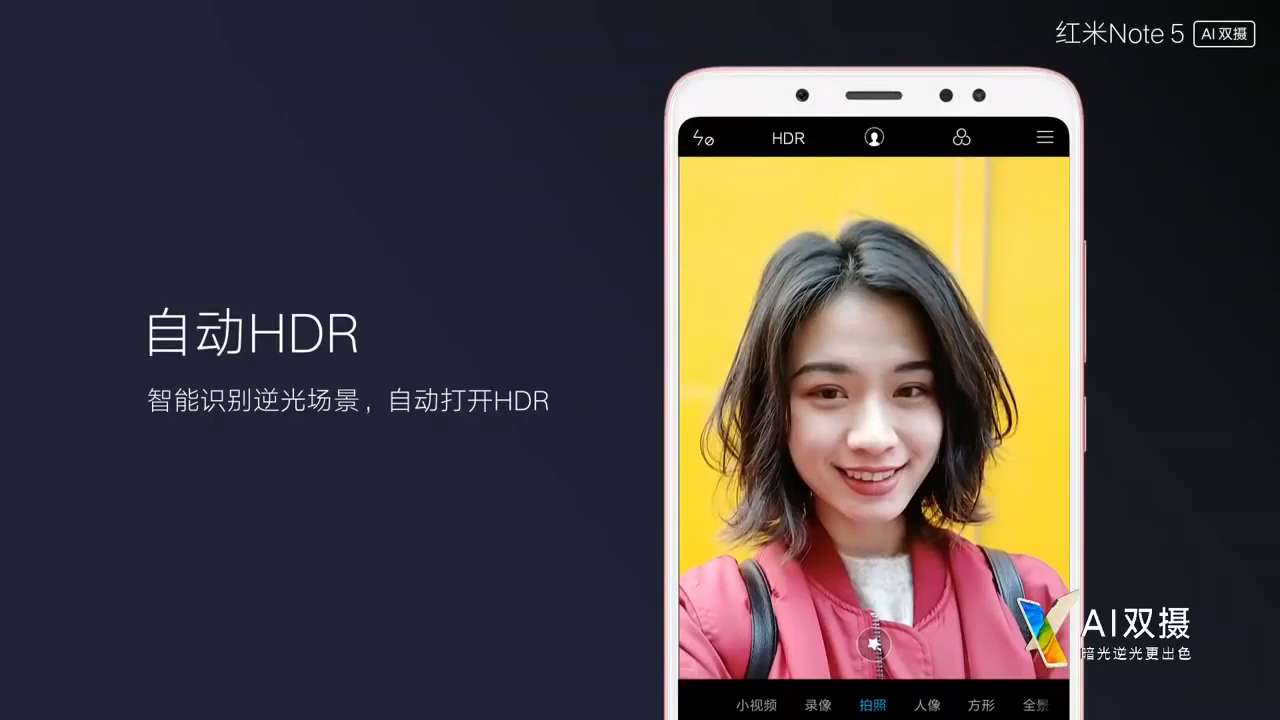 红米Note 5 AI 双摄
HDR
自动HDR
智能识别逆光场景，自动打开HDR
AI双摄
暗光逆光更出色
小视频 录像 拍照 人像 方形 全景